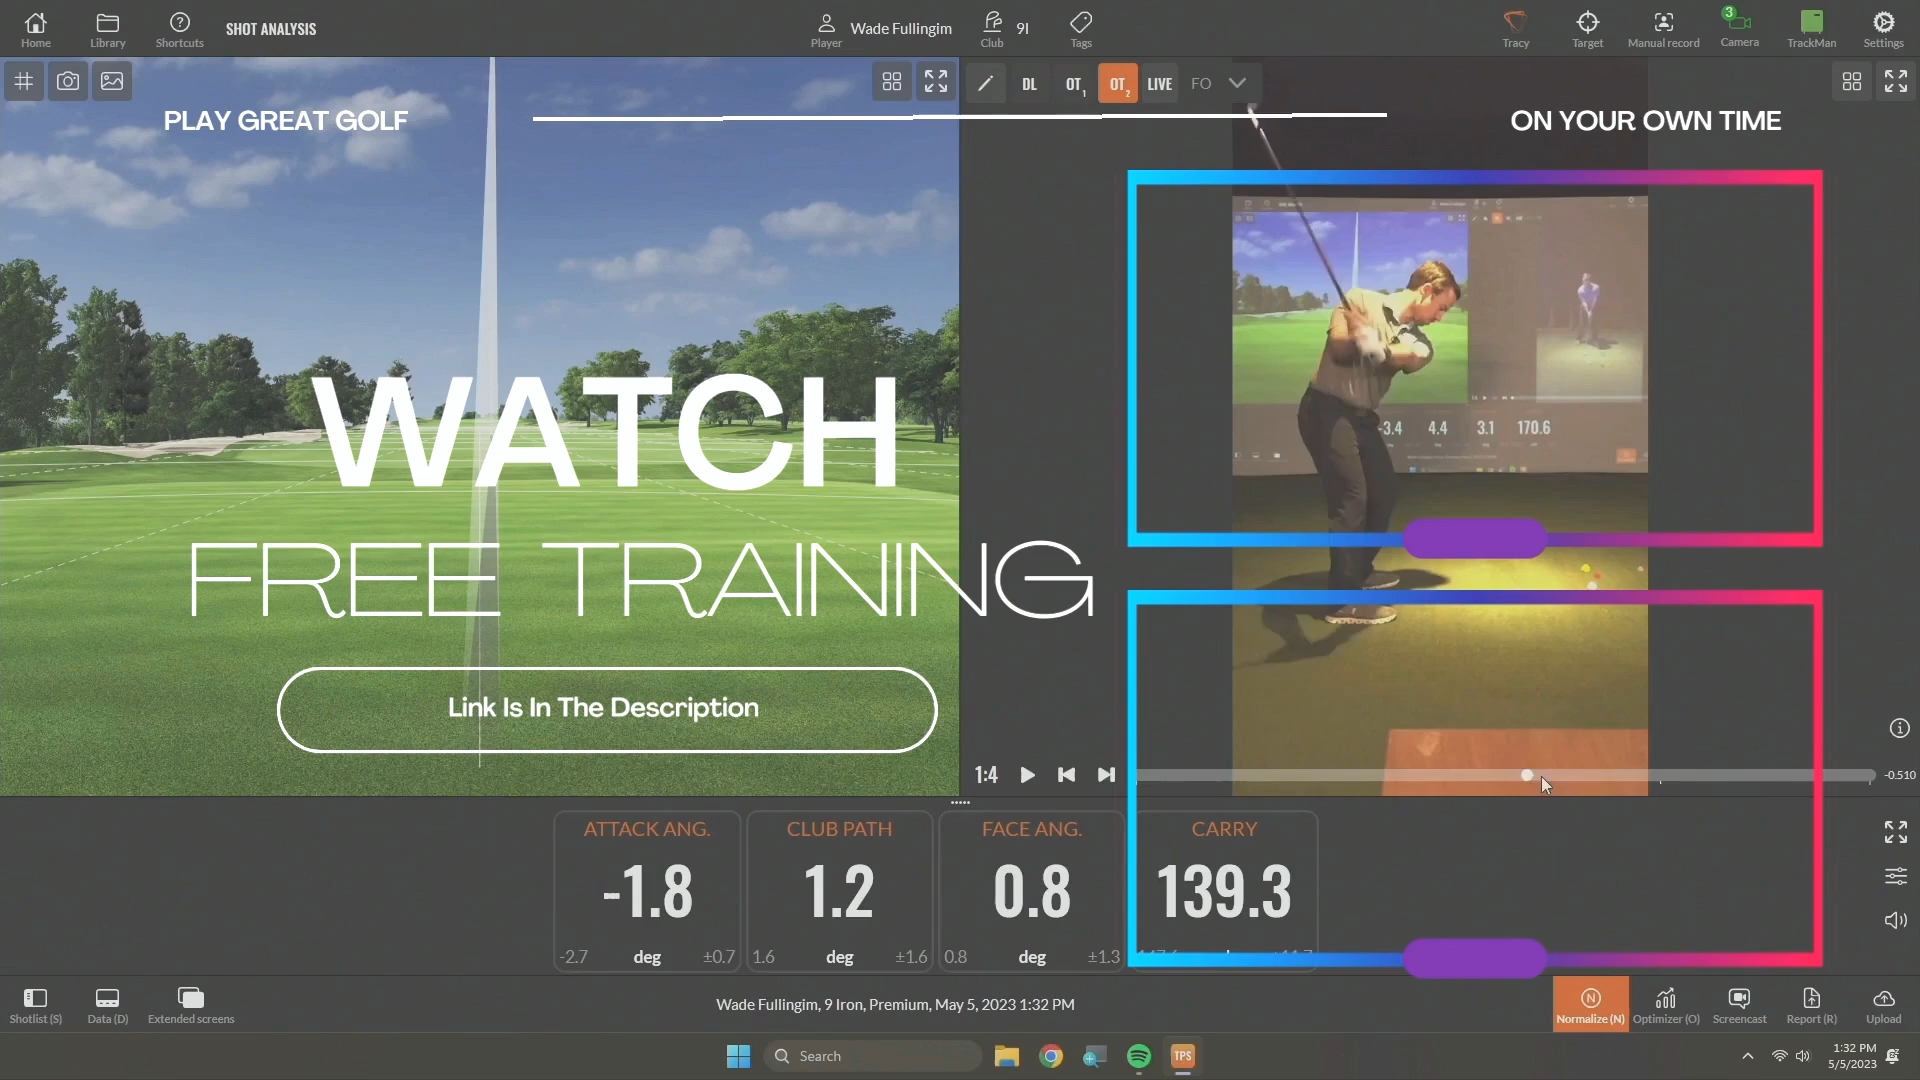 Home
Library
Shortcuts
SHOT ANALYSIS
Player
Wade Fullingim
Club
9I
Tags
Tracy
Target
Manual record
3
Camera
TrackMan
Settings
DL
OT 1
OT 2
LIVE
FO
PLAY GREAT GOLF
ON YOUR OWN TIME
-3.4 4.4 3.1 170.6
WATCH
FREE TRAINING
Link Is In The Description
1:4
-0.510
ATTACK ANG.
-1.8
-2.7 deg ±0.7
CLUB PATH
1.2
1.6 deg ±1.6
FACE ANG.
0.8
0.8 deg ±1.3
CARRY
139.3
Shotlist (S)
Data (D)
Extended screens
Wade Fullingim, 9 Iron, Premium, May 5, 2023 1:32 PM
N
Normalize (N)
Optimizer (O)
Screencast
Report (R)
Upload
Search
TPS
1:32 PM
5/5/2023